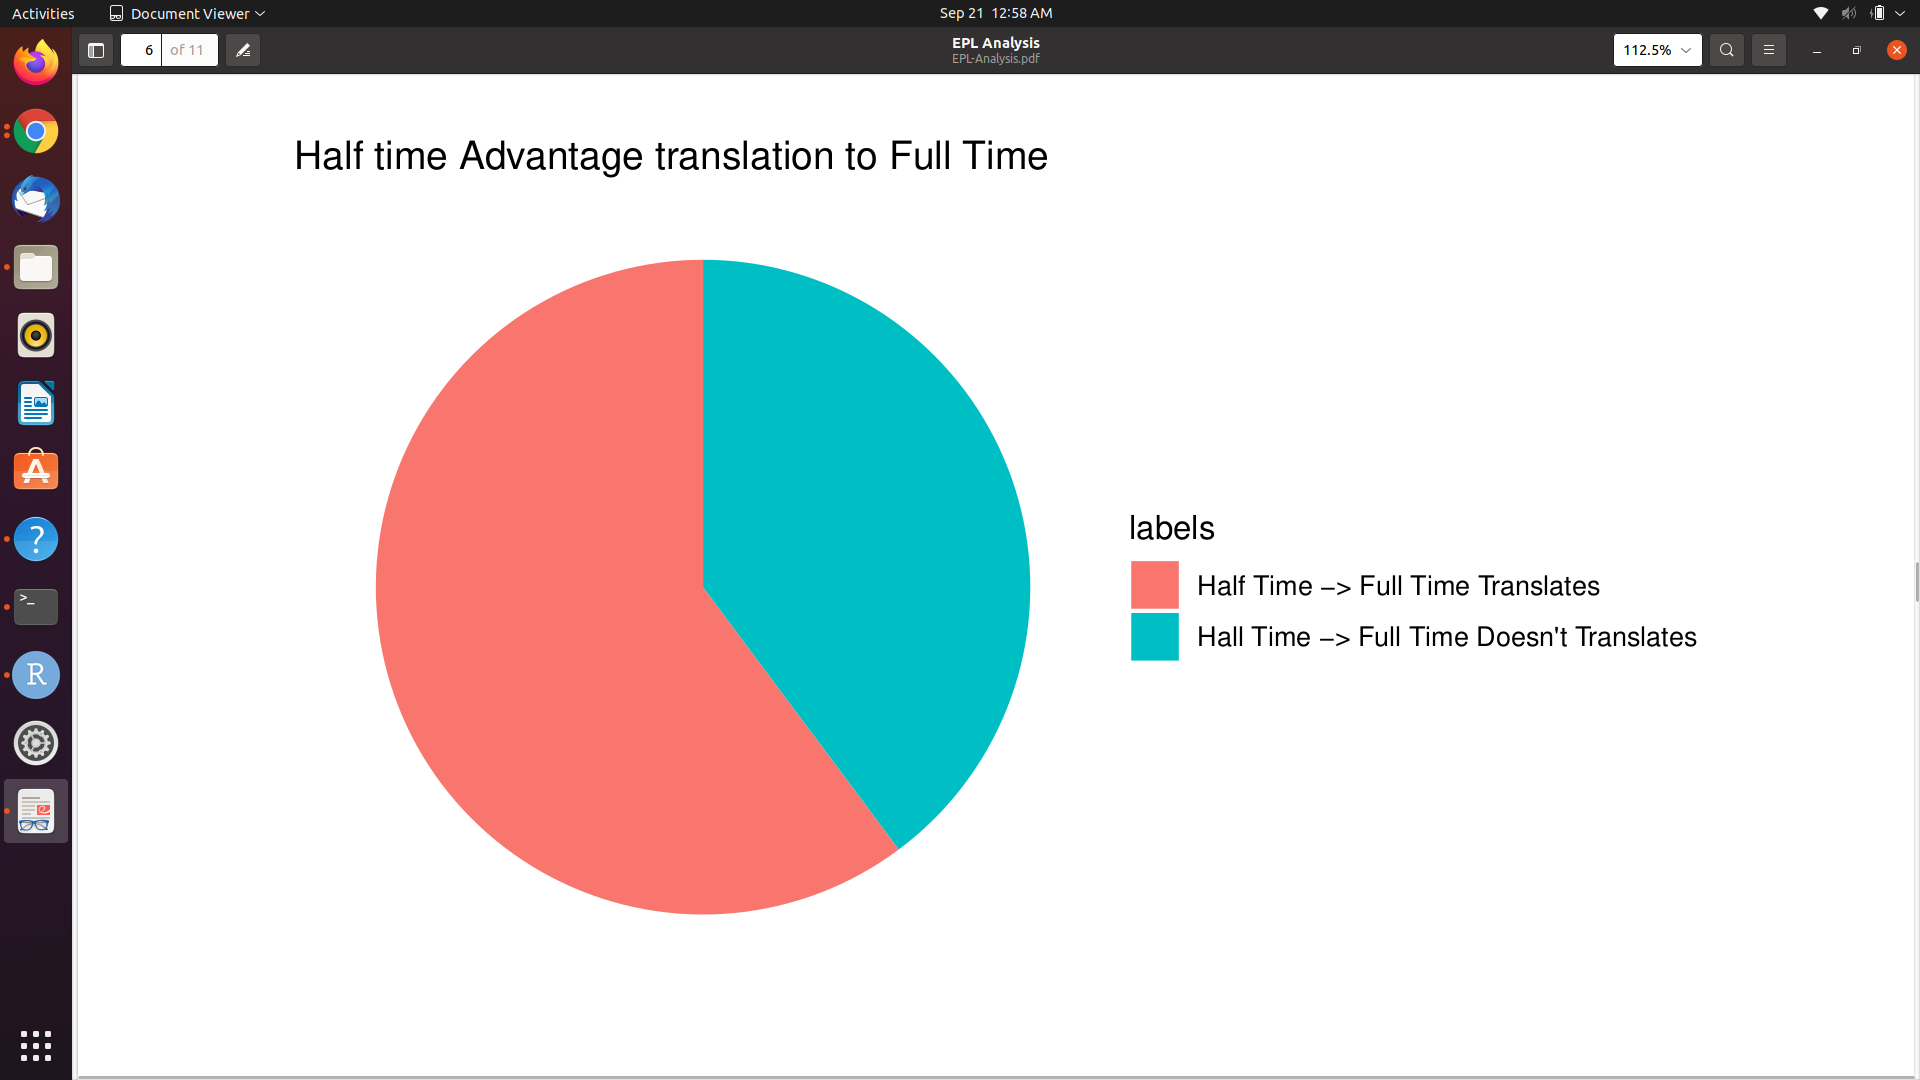 Activities
Document Viewer
Sep 21 12:58 AM
6 of 11
EPL Analysis
EPL-Analysis.pdf
112.5%
Half time Advantage translation to Full Time
labels
Half Time −> Full Time Translates
Hall Time −> Full Time Doesn't Translates
>_
?
R